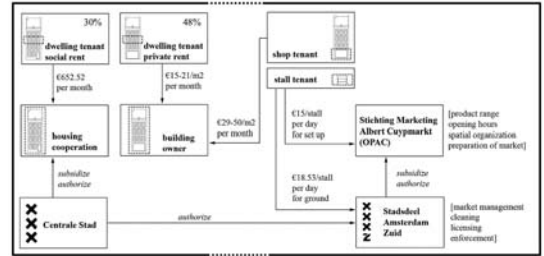 30%
dwelling tenant
social rent
48%
dwelling tenant
private rent
shop tenant
stall tenant
€652.52
per month
€15-21/m2
per month
€29-50/m2
per month
€15/stall
per day
for set up
housing
cooperation
building
owner
Stichting Marketing
Albert Cuypmarkt
(OPAC)
[product range
opening hours
spatial organization
preparation of market]
subsidize
authorize
€18.53/stall
per day
for ground
subsidize
authorize
X
X
X
Centrale Stad
authorize
X
X
X
Z
Stadsdeel
Amsterdam
Zuid
[market management
cleaning
licensing
enforcement]